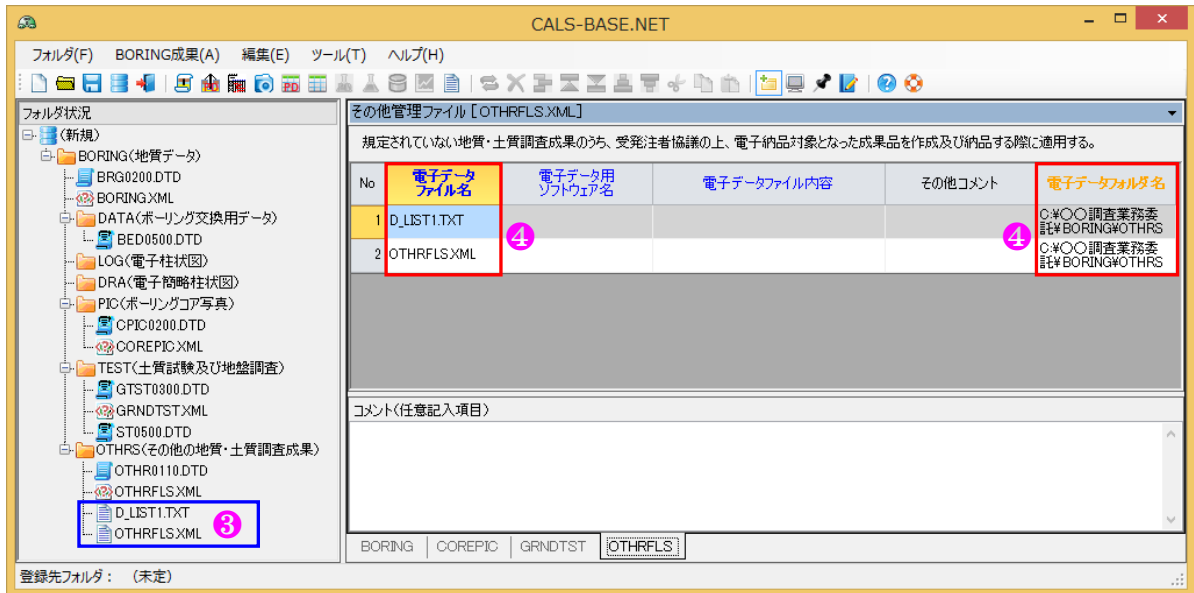 CALS-BASE.NET
フォルダ(F) BORING成果(A) 編集(E) ツール(T) ヘルプ(H)
フォルダ状況
(新規)
BORING(地質データ)
BRG0200.DTD
BORING.XML
DATA(ボーリング交換用データ)
BED0500.DTD
LOG(電子柱状図)
DRA(電子簡略柱状図)
PIC(ボーリングコア写真)
CPIC0200.DTD
COREPIC.XML
TEST(土質試験及び地盤調査)
GTST0300.DTD
GRNDTST.XML
ST0500.DTD
OTHRS(その他の地質・土質調査成果)
OTHR0110.DTD
OTHRFLS.XML
D_LIST1.TXT
OTHRFLS.XML
3
その他管理ファイル [OTHRFLS.XML]
規定されていない地質・土質調査成果のうち、受発注者協議の上、電子納品対象となった成果品を作成及び納品する際に適用する。
No 電子データ 電子データ用 電子データファイル内容 その他コメント 電子データフォルダ名
ファイル名 ソフトウェア名
1 D_LIST1.TXT C:¥〇〇調査業務委
託¥BORING¥OTHRS
4 4
2 OTHRFLS.XML C:¥〇〇調査業務委
託¥BORING¥OTHRS
コメント(任意記入項目)
BORING COREPIC GRNDTST OTHRFLS
登録先フォルダ： (未定)